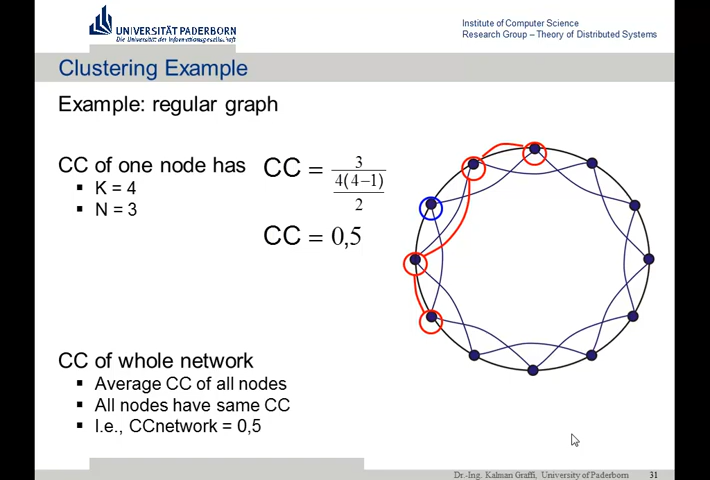 UNIVERSITÄT PADERBORN
Die Universität der Informationsgesellschaft
Institute of Computer Science
Research Group – Theory of Distributed Systems
Clustering Example
Example: regular graph
CC of one node has
▪ K = 4
▪ N = 3
CC = 3 / (4(4−1) / 2)
CC = 0,5
CC of whole network
▪ Average CC of all nodes
▪ All nodes have same CC
▪ I.e., CCnetwork = 0,5
Dr.-Ing. Kalman Graffi, University of Paderborn 31